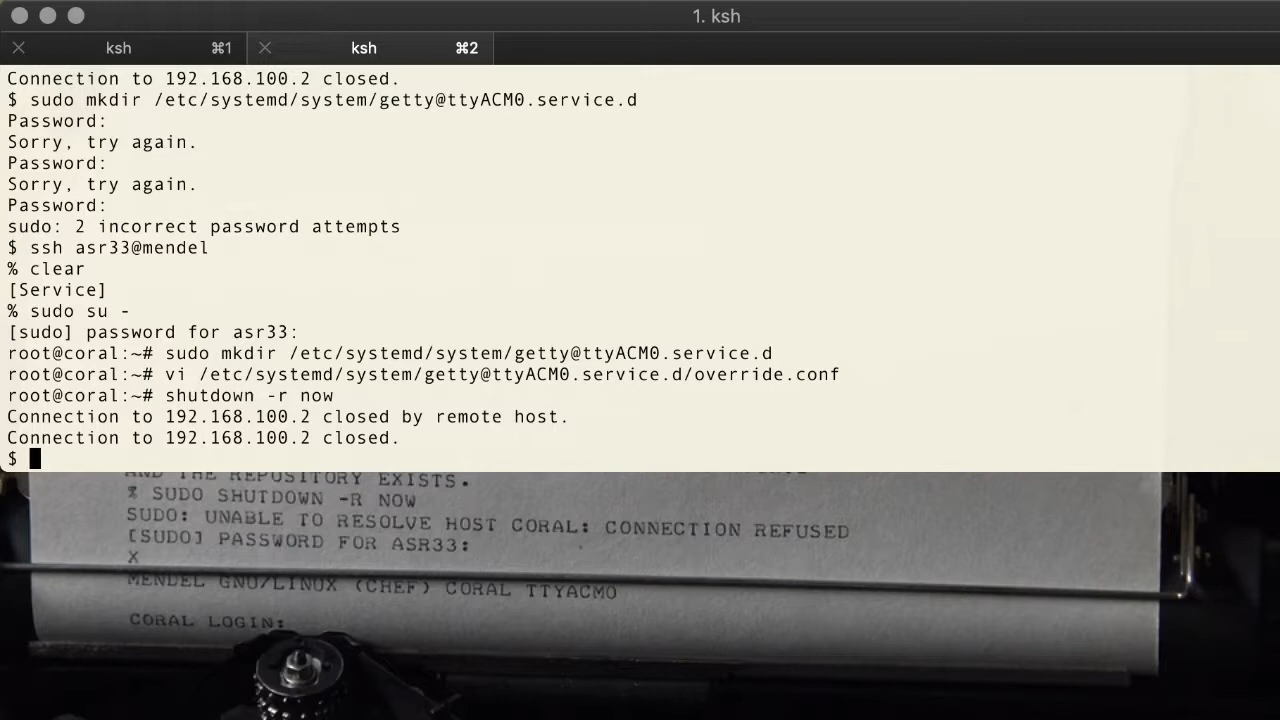 1. ksh
ksh ⌘1 ksh ⌘2
Connection to 192.168.100.2 closed.
$ sudo mkdir /etc/systemd/system/getty@ttyACM0.service.d
Password:
Sorry, try again.
Password:
Sorry, try again.
Password:
sudo: 2 incorrect password attempts
$ ssh asr33@mendel
% clear
[Service]
% sudo su -
[sudo] password for asr33:
root@coral:~# sudo mkdir /etc/systemd/system/getty@ttyACM0.service.d
root@coral:~# vi /etc/systemd/system/getty@ttyACM0.service.d/override.conf
root@coral:~# shutdown -r now
Connection to 192.168.100.2 closed by remote host.
Connection to 192.168.100.2 closed.
$
AND THE REPOSITORY EXISTS.
% SUDO SHUTDOWN -R NOW
SUDO: UNABLE TO RESOLVE HOST CORAL: CONNECTION REFUSED
[SUDO] PASSWORD FOR ASR33:
X
MENDEL GNU/LINUX (CHEF) CORAL TTYACM0
CORAL LOGIN: